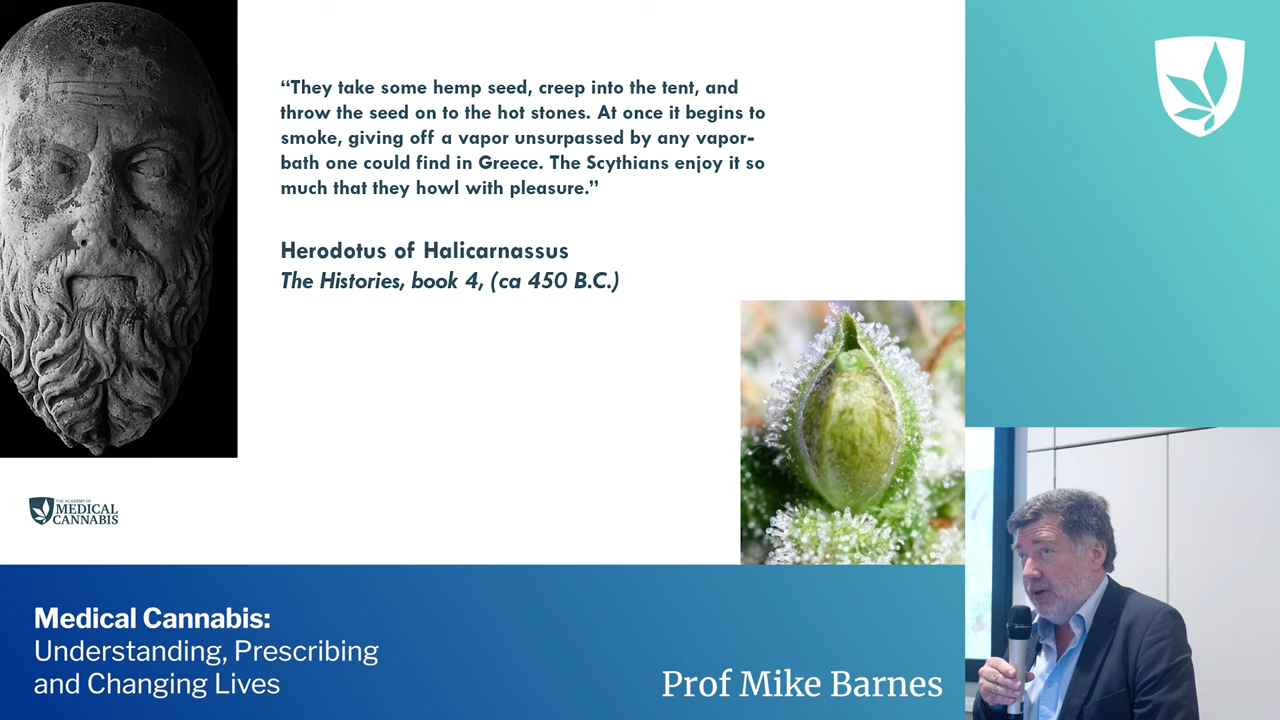 “They take some hemp seed, creep into the tent, and
throw the seed on to the hot stones. At once it begins to
smoke, giving off a vapor unsurpassed by any vapor-
bath one could find in Greece. The Scythians enjoy it so
much that they howl with pleasure.”
Herodotus of Halicarnassus
The Histories, book 4, (ca 450 B.C.)
THE ACADEMY OF
MEDICAL
CANNABIS
Medical Cannabis:
Understanding, Prescribing
and Changing Lives
Prof Mike Barnes